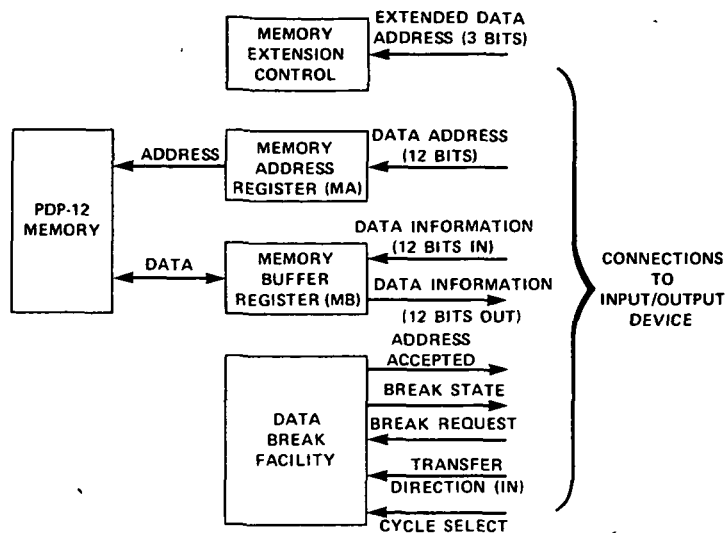 MEMORY
EXTENSION
CONTROL
EXTENDED DATA
ADDRESS (3 BITS)
PDP-12
MEMORY
ADDRESS
MEMORY
ADDRESS
REGISTER (MA)
DATA ADDRESS
(12 BITS)
DATA
MEMORY
BUFFER
REGISTER (MB)
DATA INFORMATION
(12 BITS IN)
DATA INFORMATION
(12 BITS OUT)
CONNECTIONS
TO
INPUT/OUTPUT
DEVICE
DATA
BREAK
FACILITY
ADDRESS
ACCEPTED
BREAK STATE
BREAK REQUEST
TRANSFER
DIRECTION (IN)
CYCLE SELECT